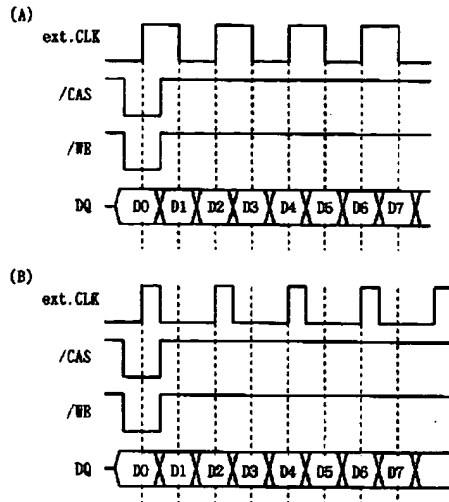 (A)
ext.CLK
/CAS
/WE
DQ D0 D1 D2 D3 D4 D5 D6 D7
(B)
ext.CLK
/CAS
/WE
DQ D0 D1 D2 D3 D4 D5 D6 D7